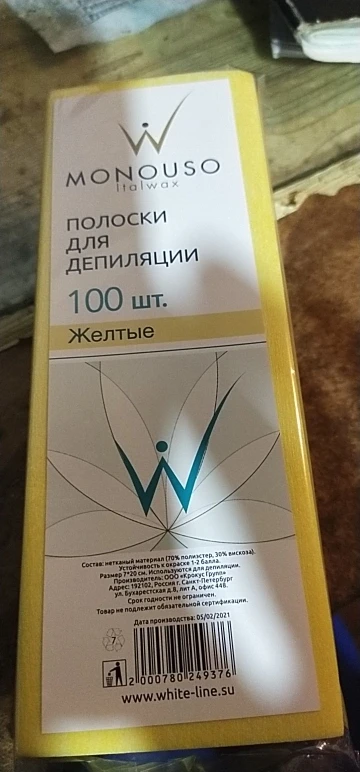 MONOUSO
Italwax
ПОЛОСКИ
ДЛЯ
ДЕПИЛЯЦИИ
100 шт.
Желтые
Состав: нетканый материал (70% полиэстер, 30% вискоза).
Устойчивость к окраске 1-2 балла.
Размер 7*20 см. Используются для депиляции.
Производитель: ООО «Крокус Групп»
Адрес: 192102, Россия г. Санкт-Петербург
ул. Бухарестская д.8, лит А, офис 448.
Срок годности не ограничен.
Товар не подлежит обязательной сертификации.
Дата производства: 05/02/2021
7
2 000780 249376
www.white-line.su